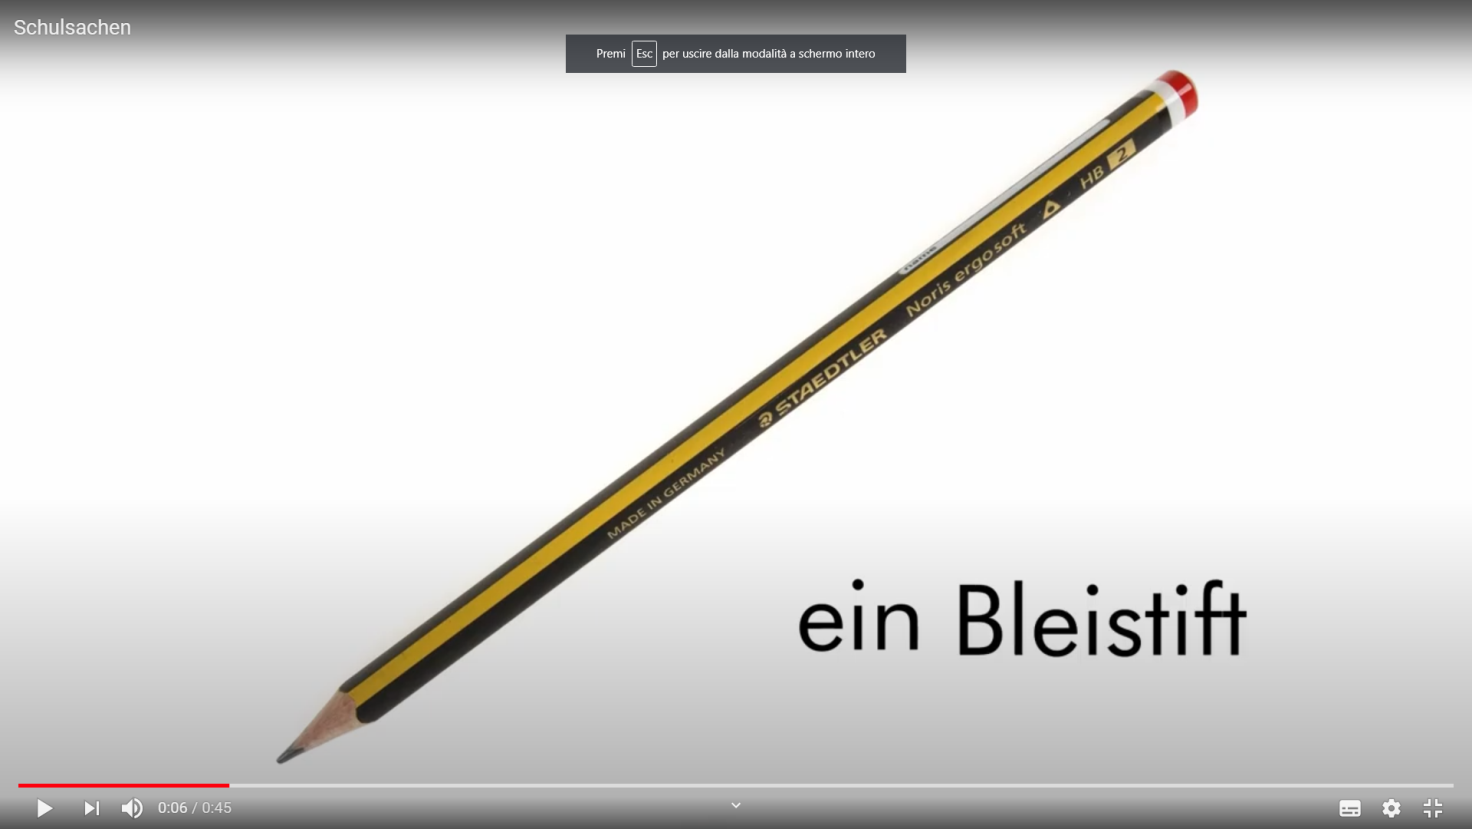 Schulsachen
Premi Esc per uscire dalla modalità a schermo intero
HB 2
Noris ergosoft
name
STAEDTLER
MADE IN GERMANY
ein Bleistift
0:06 / 0:45